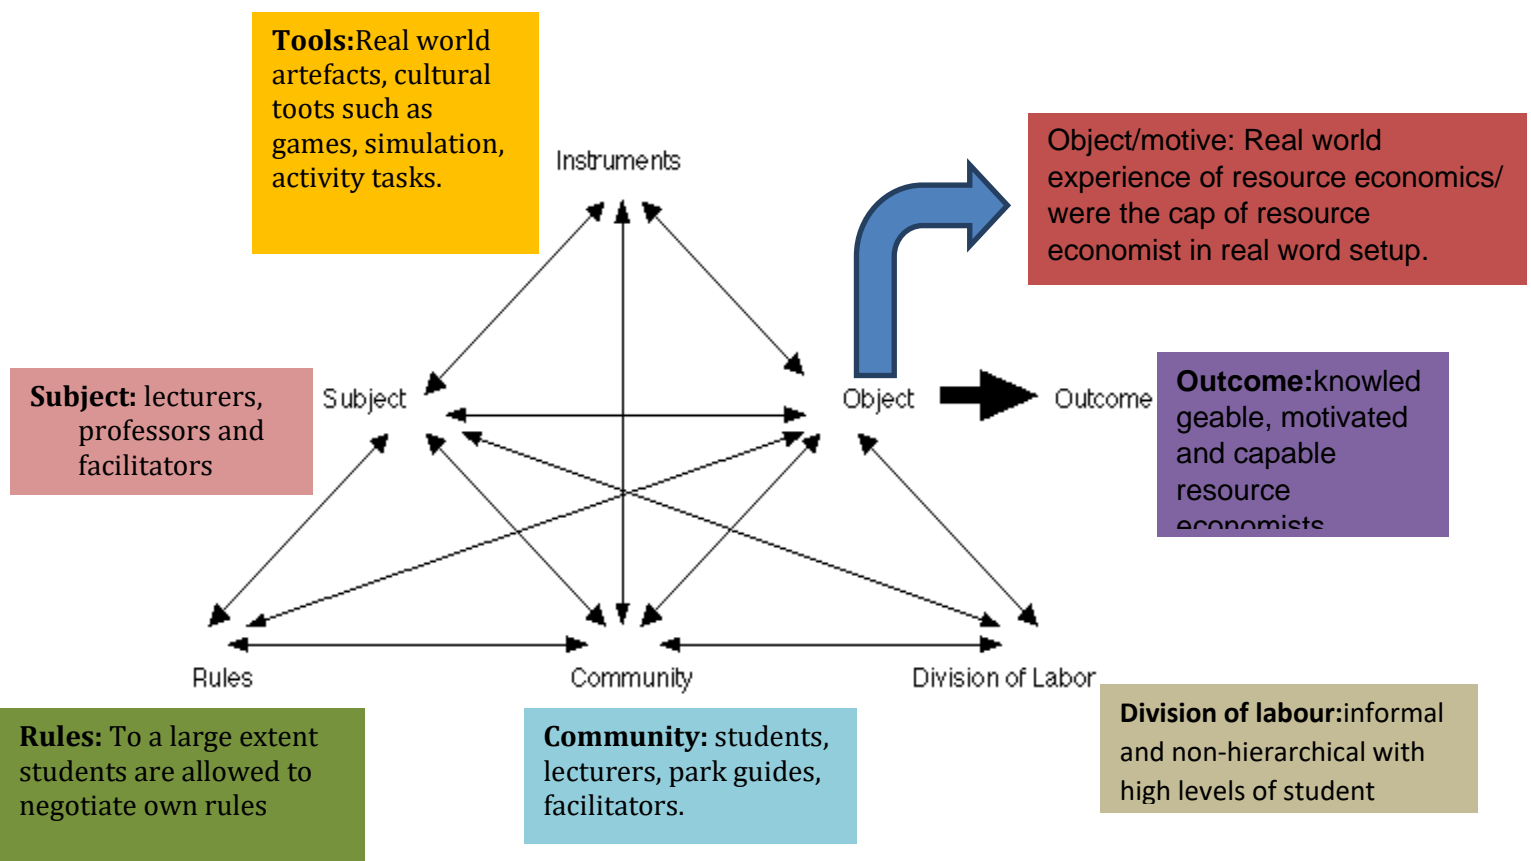 Tools:Real world
artefacts, cultural
toots such as
games, simulation,
activity tasks.
Instruments
Object/motive: Real world
experience of resource economics/
were the cap of resource
economist in real word setup.
Subject: lecturers,
professors and
facilitators
Subject
Object
Outcome
Outcome:knowled
geable, motivated
and capable
resource
economists
Rules
Community
Division of Labor
Rules: To a large extent
students are allowed to
negotiate own rules
Community: students,
lecturers, park guides,
facilitators.
Division of labour:informal
and non-hierarchical with
high levels of student